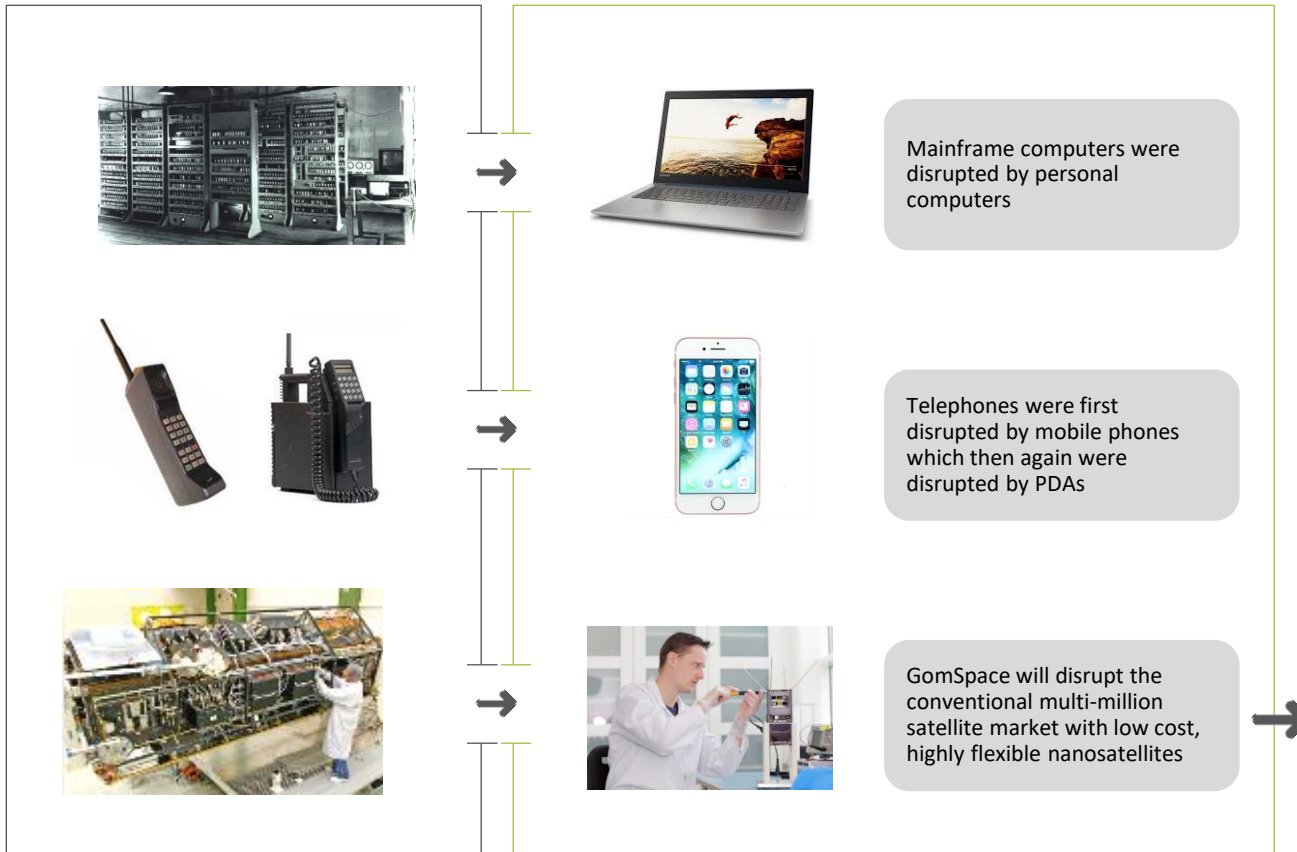 Mainframe computers were
disrupted by personal
computers
Telephones were first
disrupted by mobile phones
which then again were
disrupted by PDAs
GomSpace will disrupt the
conventional multi-million
satellite market with low cost,
highly flexible nanosatellites